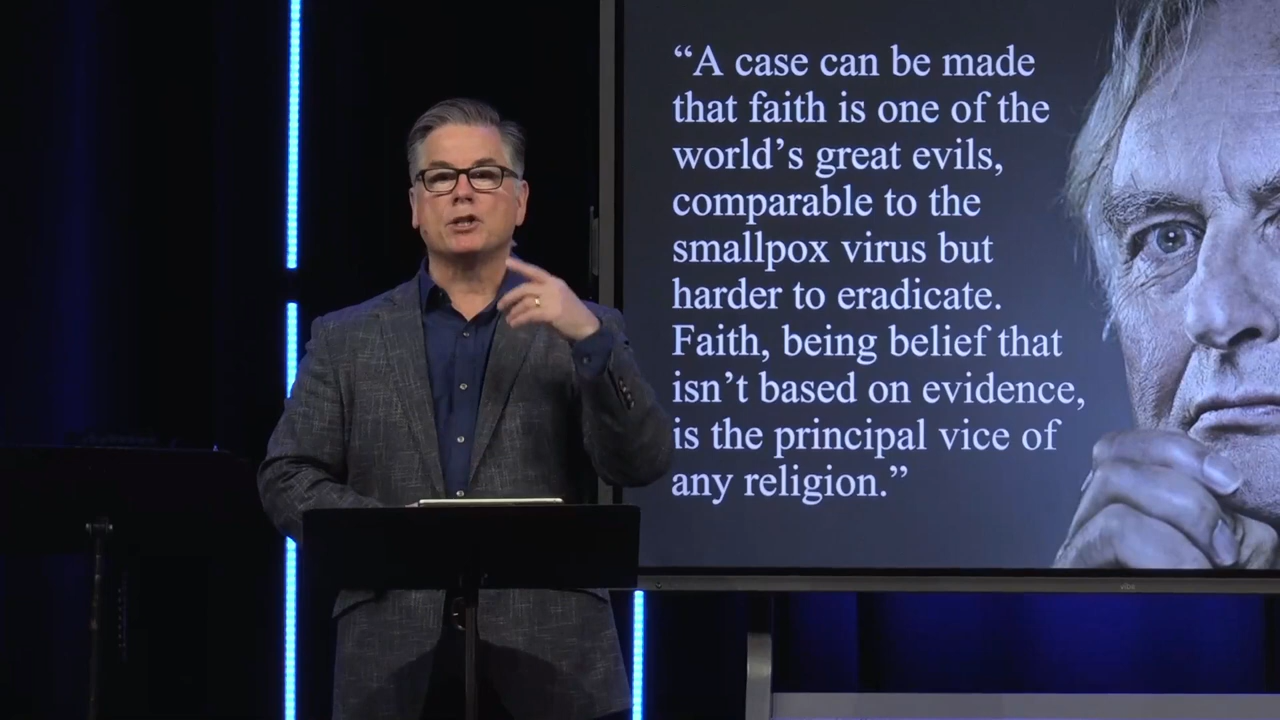 “A case can be made
that faith is one of the
world’s great evils,
comparable to the
smallpox virus but
harder to eradicate.
Faith, being belief that
isn’t based on evidence,
is the principal vice of
any religion.”
vibe